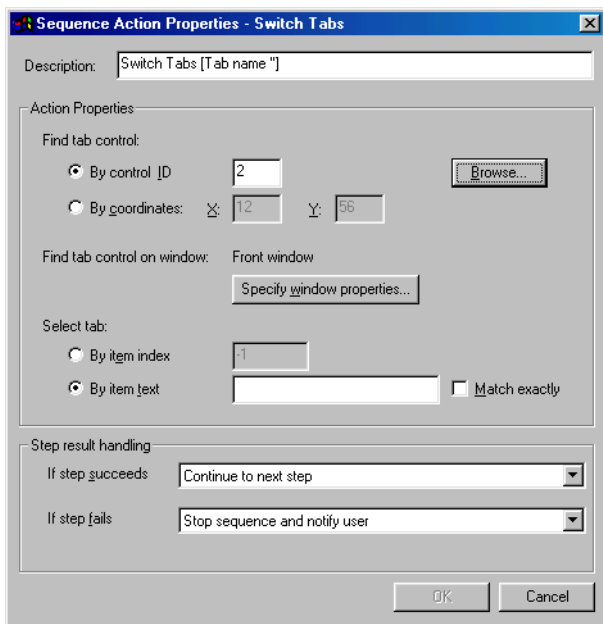 Sequence Action Properties - Switch Tabs
Description: Switch Tabs [Tab name '']
Action Properties
Find tab control:
By control ID 2 Browse...
By coordinates: X: 12 Y: 56
Find tab control on window: Front window
Specify window properties...
Select tab:
By item index -1
By item text Match exactly
Step result handling
If step succeeds Continue to next step
If step fails Stop sequence and notify user
OK Cancel